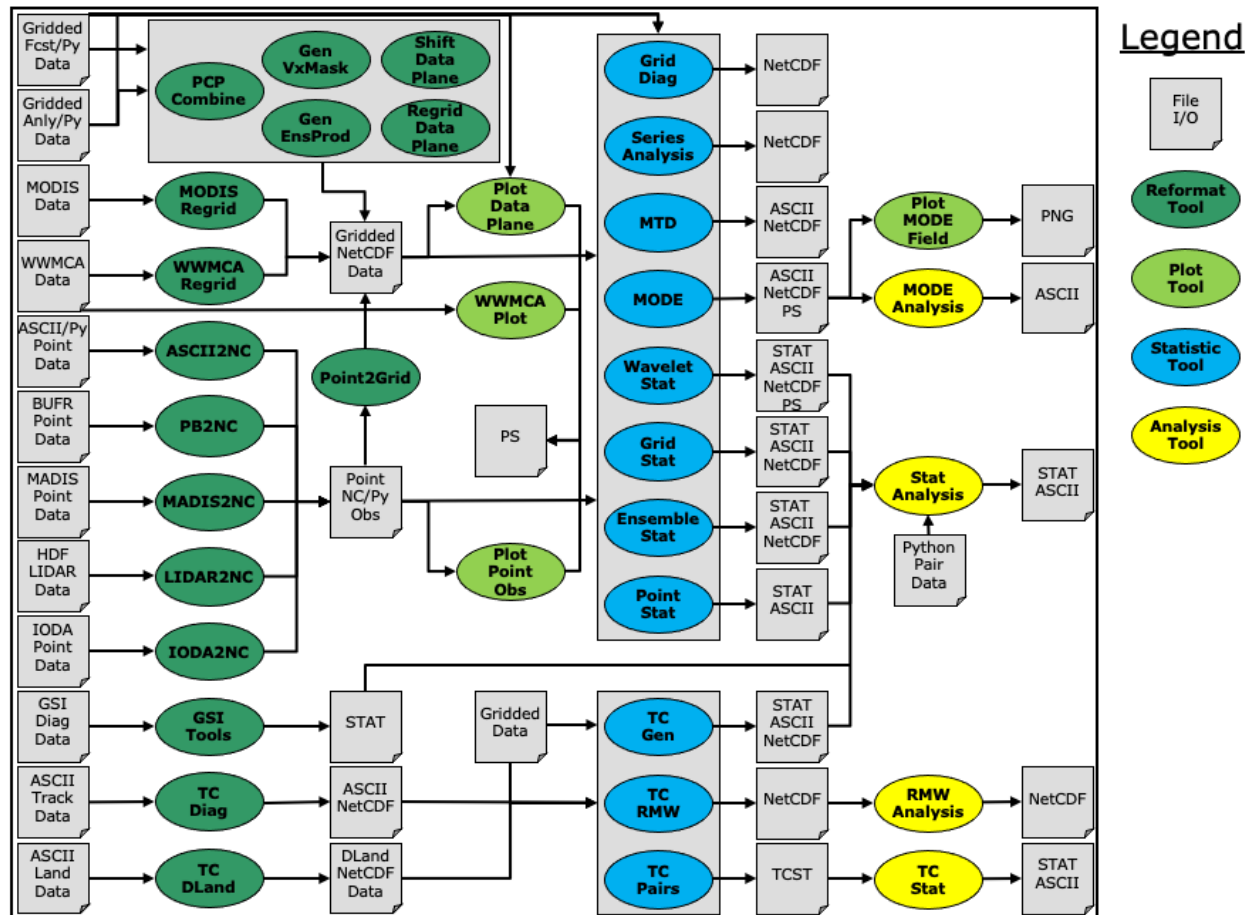 Gridded
Fcst/Py
Data
Gridded
Anly/Py
Data
MODIS
Data
WWMCA
Data
ASCII/Py
Point Data
BUFR
Point
Data
MADIS
Point
Data
HDF
LIDAR
Data
IODA
Point
Data
GSI
Diag
Data
ASCII
Track
Data
ASCII
Land
Data
PCP
Combine
Gen
VxMask
Shift
Data
Plane
Gen
EnsProd
Regrid
Data
Plane
MODIS
Regrid
WWMCA
Regrid
ASCII2NC
PB2NC
MADIS2NC
LIDAR2NC
IODA2NC
GSI
Tools
TC
Diag
TC
DLand
Gridded
NetCDF
Data
Point2Grid
Point
NC/Py
Obs
STAT
ASCII
NetCDF
DLand
NetCDF
Data
Plot
Data
Plane
WWMCA
Plot
PS
Plot
Point
Obs
Gridded
Data
Grid
Diag
Series
Analysis
MTD
MODE
Wavelet
Stat
Grid
Stat
Ensemble
Stat
Point
Stat
TC
Gen
TC
RMW
TC
Pairs
NetCDF
NetCDF
ASCII
NetCDF
ASCII
NetCDF
PS
STAT
ASCII
NetCDF
PS
STAT
ASCII
NetCDF
STAT
ASCII
NetCDF
STAT
ASCII
STAT
ASCII
NetCDF
NetCDF
TCST
Plot
MODE
Field
MODE
Analysis
Stat
Analysis
Python
Pair
Data
RMW
Analysis
TC
Stat
PNG
ASCII
STAT
ASCII
NetCDF
STAT
ASCII
Legend
File
I/O
Reformat
Tool
Plot
Tool
Statistic
Tool
Analysis
Tool